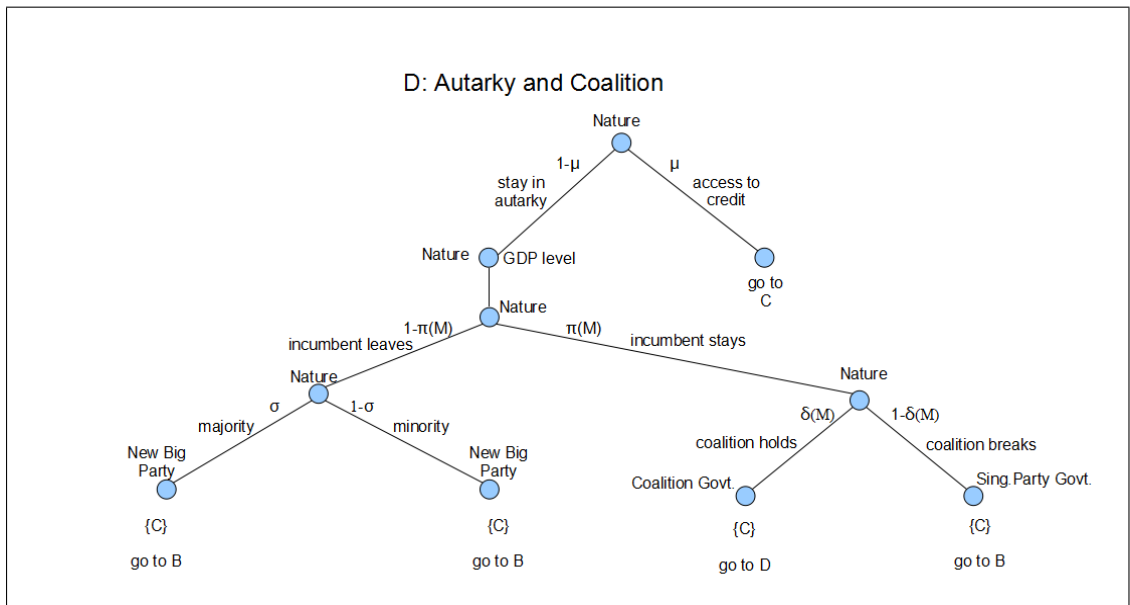 D: Autarky and Coalition
Nature
1-μ
μ
stay in
autarky
access to
credit
Nature
GDP level
go to
C
Nature
1-π(M)
π(M)
incumbent leaves
incumbent stays
Nature
Nature
σ
1-σ
δ(M)
1-δ(M)
majority
minority
coalition holds
coalition breaks
New Big
Party
New Big
Party
Coalition Govt.
Sing.Party Govt.
{C}
{C}
{C}
{C}
go to B
go to B
go to D
go to B